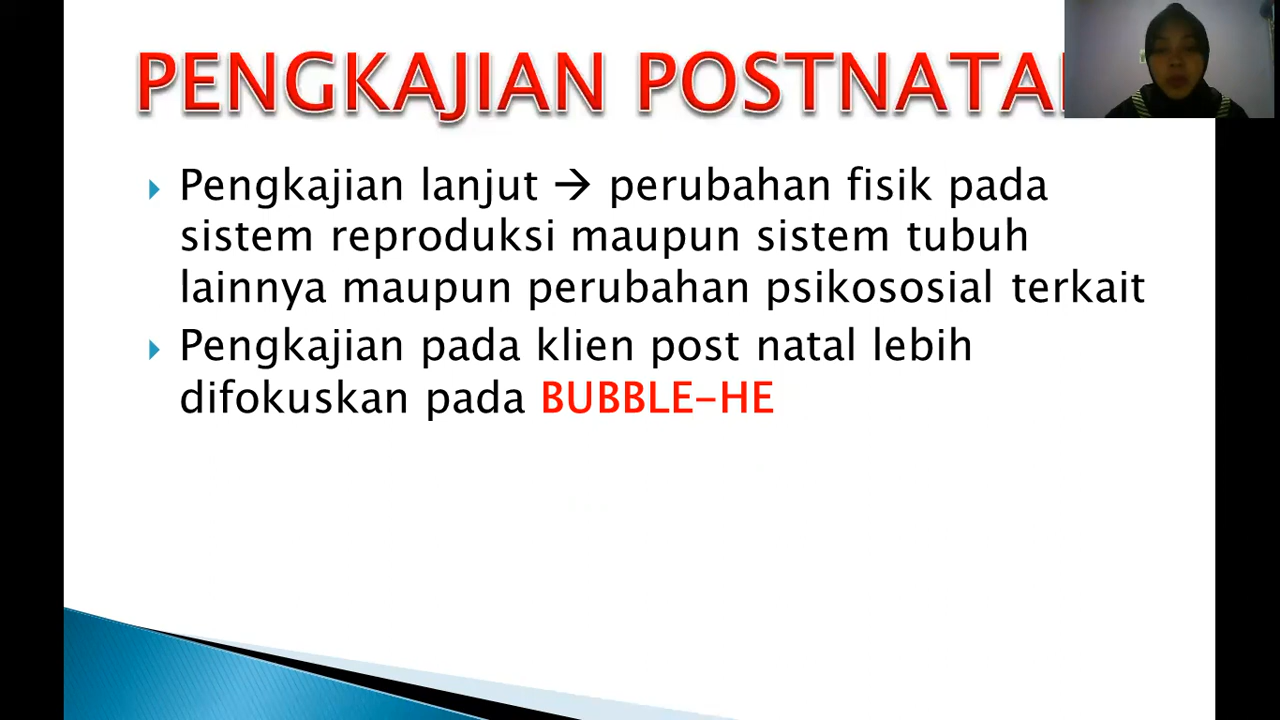 PENGKAJIAN POSTNATAL
Pengkajian lanjut → perubahan fisik pada
sistem reproduksi maupun sistem tubuh
lainnya maupun perubahan psikososial terkait
Pengkajian pada klien post natal lebih
difokuskan pada BUBBLE-HE